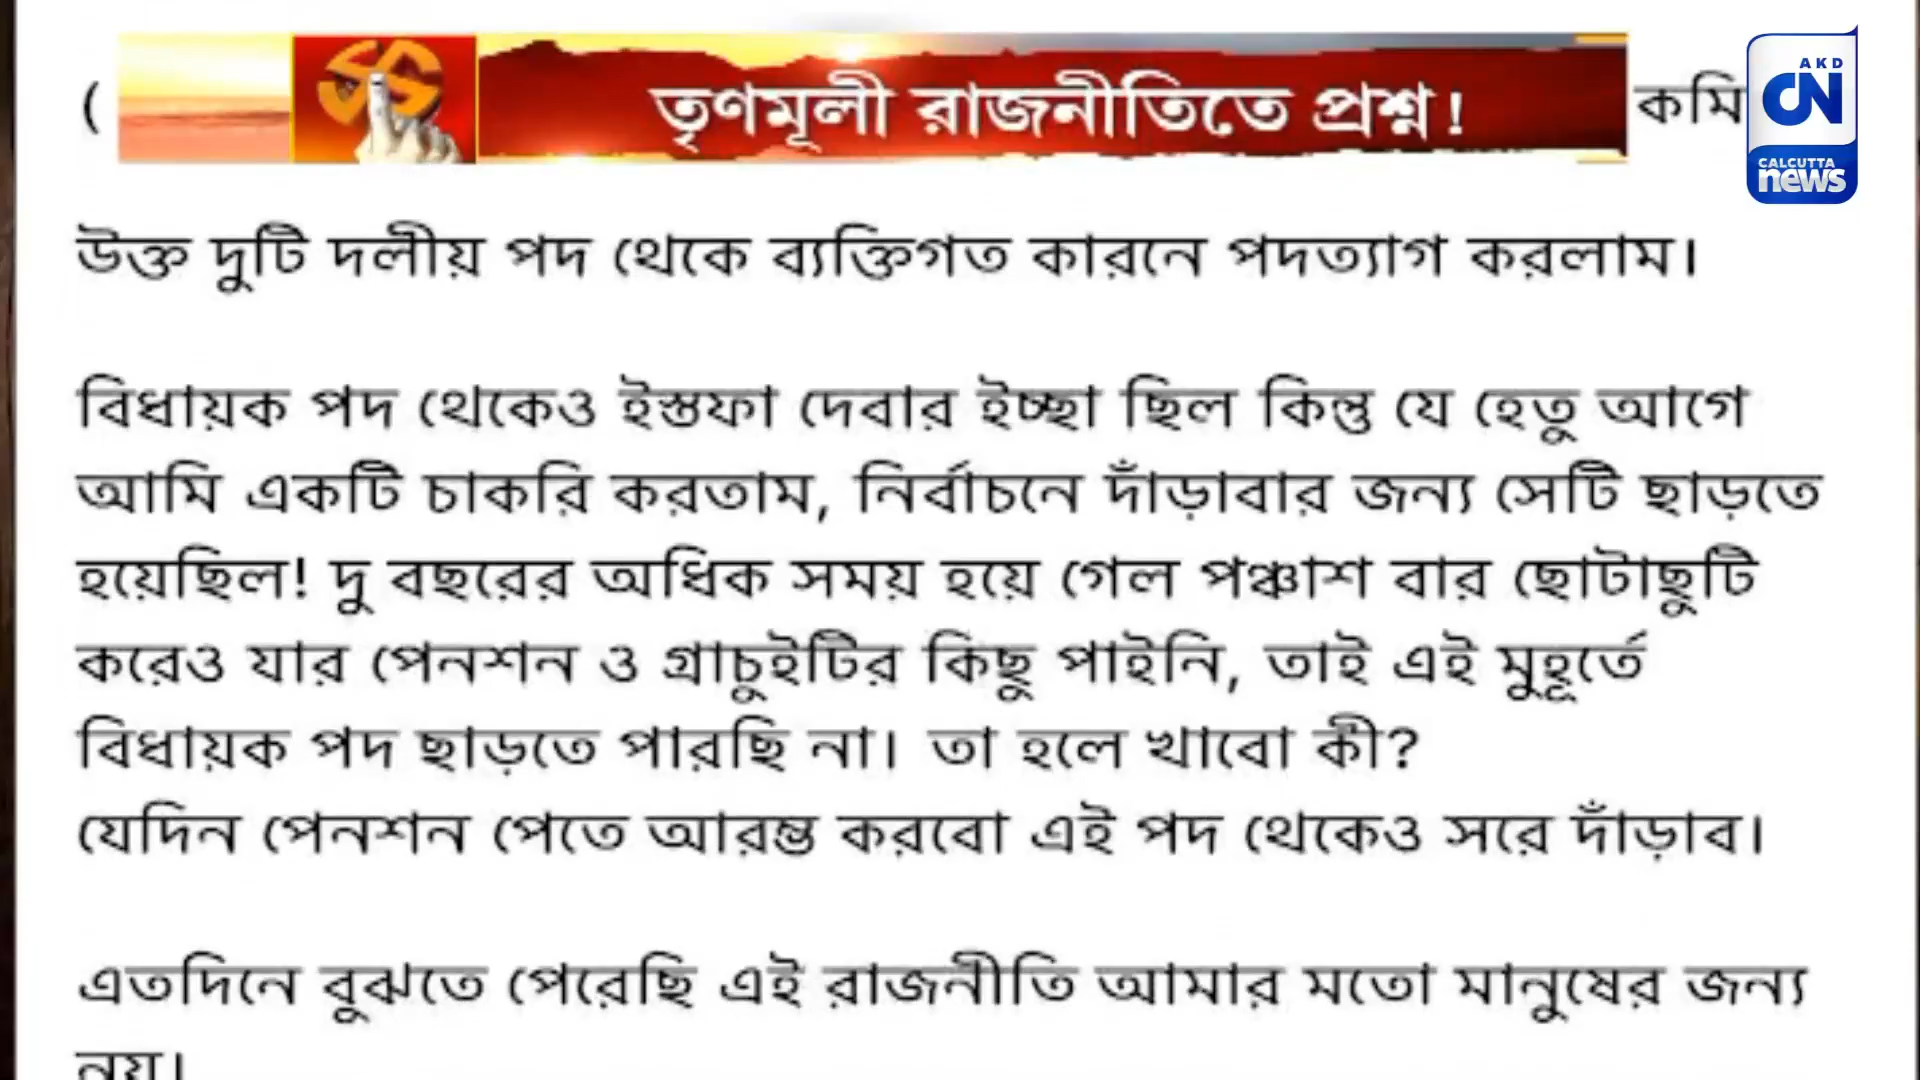 তৃণমূলী রাজনীতিতে প্রশ্ন!
( কমি
AKD
CN
CALCUTTA
news
উক্ত দুটি দলীয় পদ থেকে ব্যক্তিগত কারনে পদত্যাগ করলাম।
বিধায়ক পদ থেকেও ইস্তফা দেবার ইচ্ছা ছিল কিন্তু যে হেতু আগে
আমি একটি চাকরি করতাম, নির্বাচনে দাঁড়াবার জন্য সেটি ছাড়তে
হয়েছিল! দু বছরের অধিক সময় হয়ে গেল পঞ্চাশ বার ছোটাছুটি
করেও যার পেনশন ও গ্রাচুইটির কিছু পাইনি, তাই এই মুহূর্তে
বিধায়ক পদ ছাড়তে পারছি না। তা হলে খাবো কী?
যেদিন পেনশন পেতে আরম্ভ করবো এই পদ থেকেও সরে দাঁড়াব।
এতদিনে বুঝতে পেরেছি এই রাজনীতি আমার মতো মানুষের জন্য
নয়।